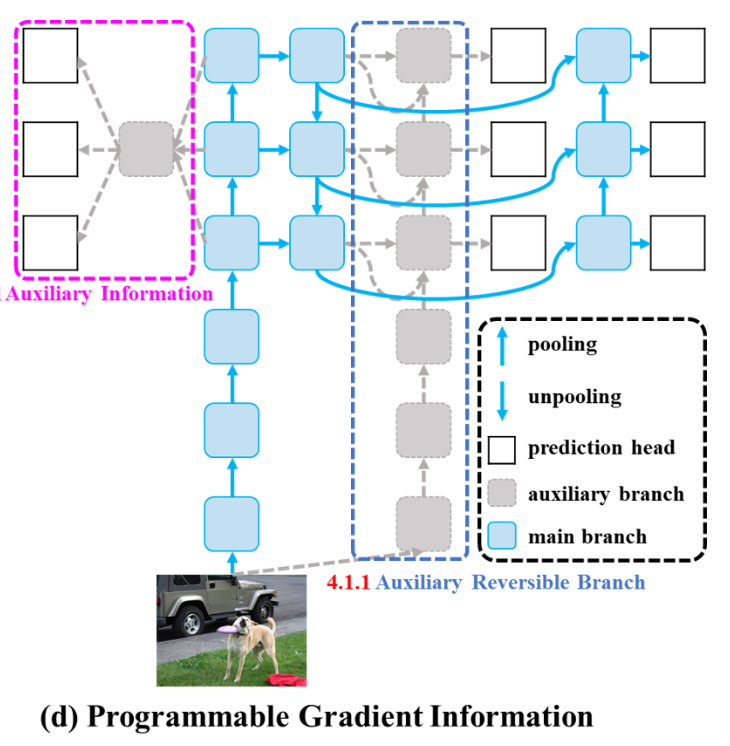 Auxiliary Information
pooling
unpooling
prediction head
auxiliary branch
main branch
4.1.1 Auxiliary Reversible Branch
(d) Programmable Gradient Information